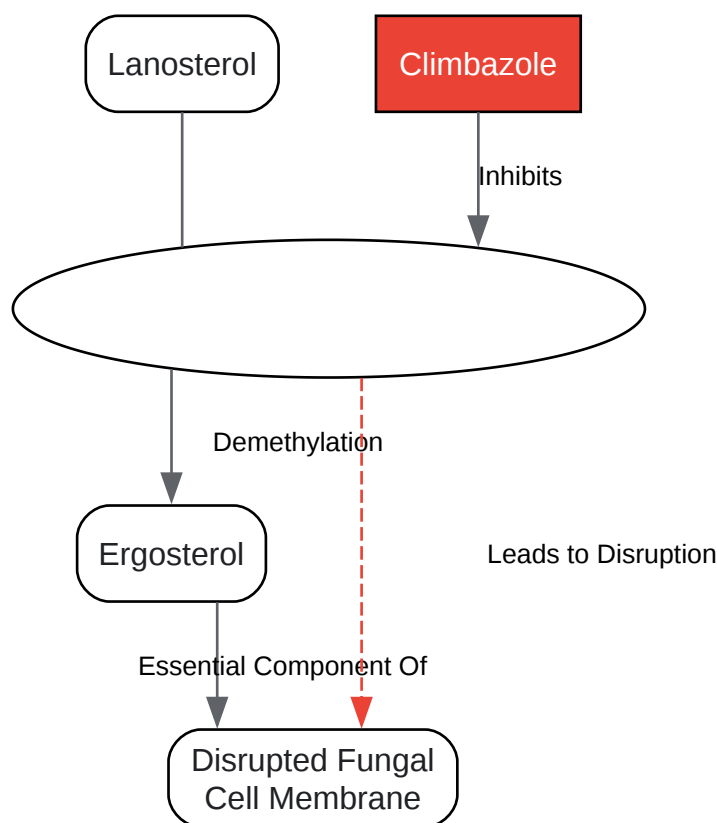 Lanosterol
Climbazole
Inhibits
Demethylation
Ergosterol
Leads to Disruption
Essential Component Of
Disrupted Fungal
Cell Membrane